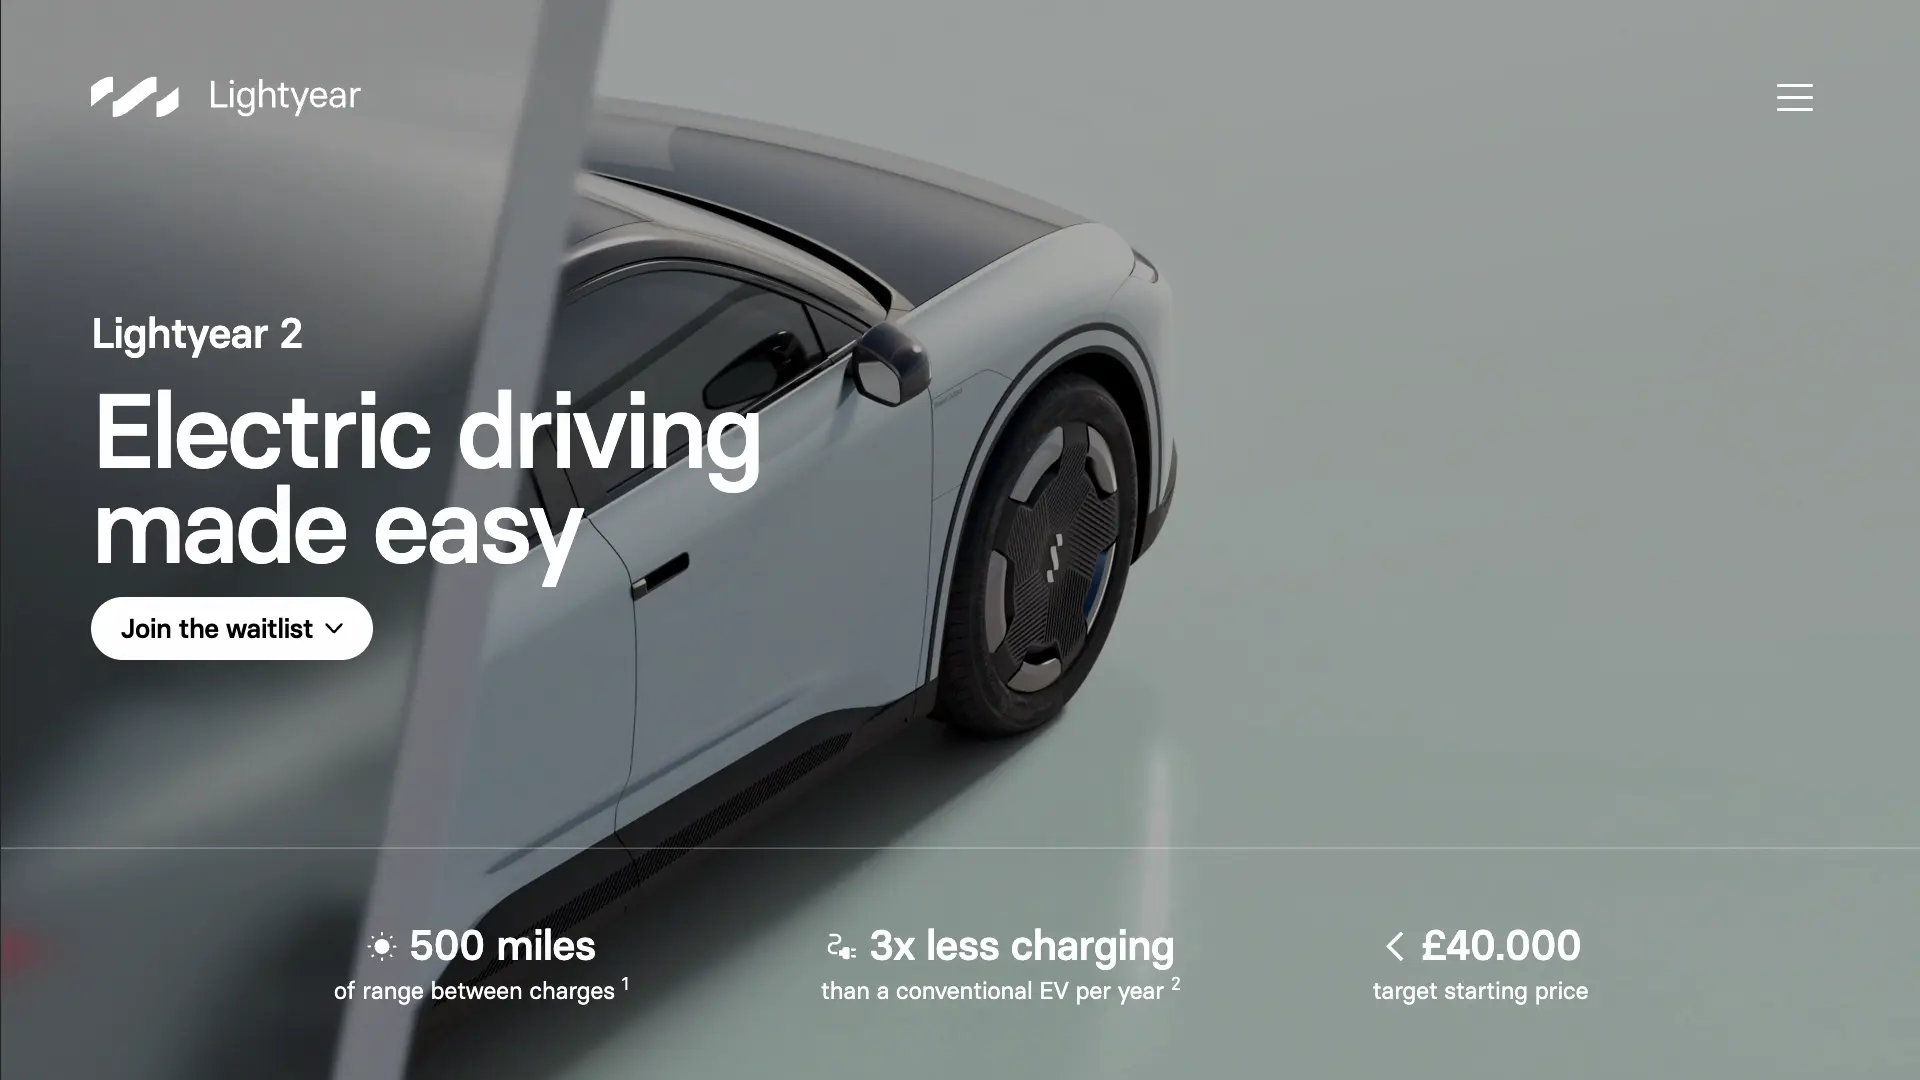 Lightyear
Lightyear 2
Electric driving
made easy
Join the waitlist
500 miles
of range between charges 1
3x less charging
than a conventional EV per year 2
< £40.000
target starting price